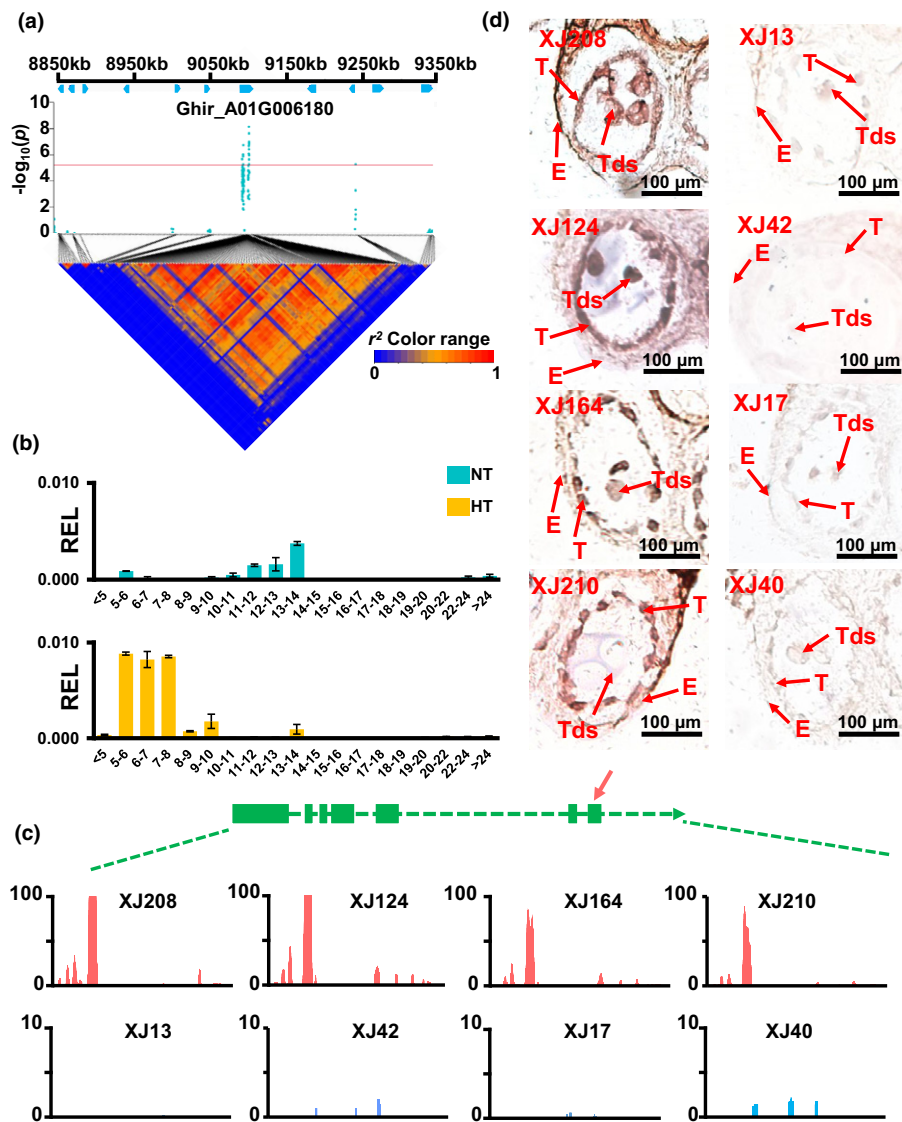 (a)
8850kb 8950kb 9050kb 9150kb 9250kb 9350kb
Ghir_A01G006180
10
8
6
4
2
0
-log10(p)
r² Color range
0 1
(b)
NT
HT
0.010
REL
0.000
<5 5-6 6-7 7-8 8-9 9-10 10-11 11-12 12-13 13-14 14-15 15-16 16-17 17-18 18-19 19-20 20-22 22-24 >24
0.010
REL
0.000
<5 5-6 6-7 7-8 8-9 9-10 10-11 11-12 12-13 13-14 14-15 15-16 16-17 17-18 18-19 19-20 20-22 22-24 >24
(c)
XJ208 XJ124 XJ164 XJ210
100 100 100 100
0 0 0 0
XJ13 XJ42 XJ17 XJ40
10 10 10 10
0 0 0 0
(d)
XJ208
T
Tds
E
100 µm
XJ13
T
Tds
E
100 µm
XJ124
Tds
T
E
100 µm
XJ42
E
T
Tds
100 µm
XJ164
E
Tds
T
100 µm
XJ17
Tds
E
T
100 µm
XJ210
T
E
Tds
100 µm
XJ40
Tds
T
E
100 µm